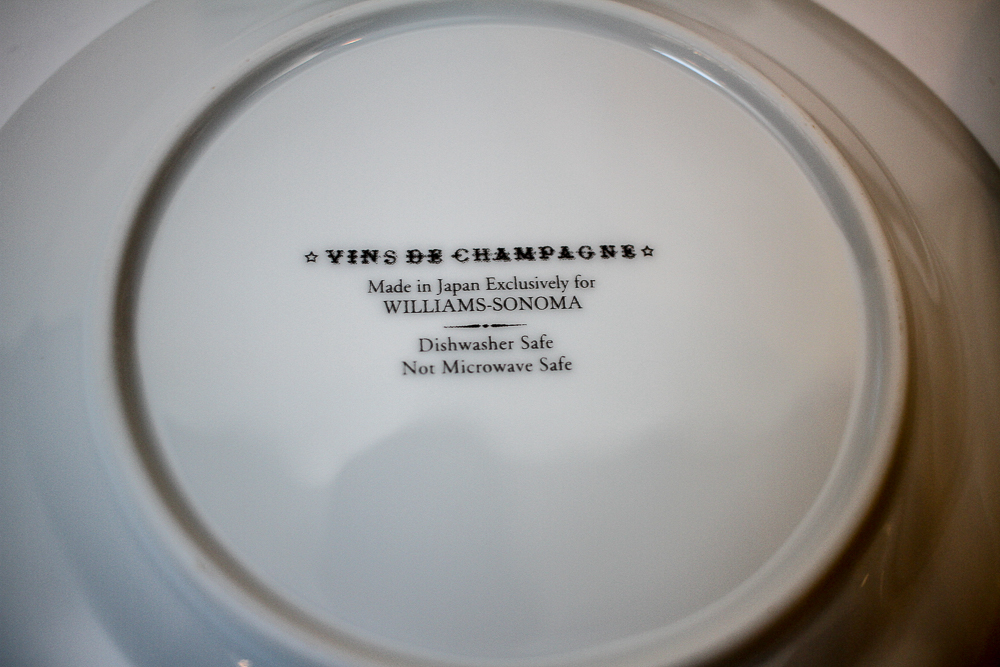 ☆ VINS DE CHAMPAGNE ☆
Made in Japan Exclusively for
WILLIAMS-SONOMA
Dishwasher Safe
Not Microwave Safe